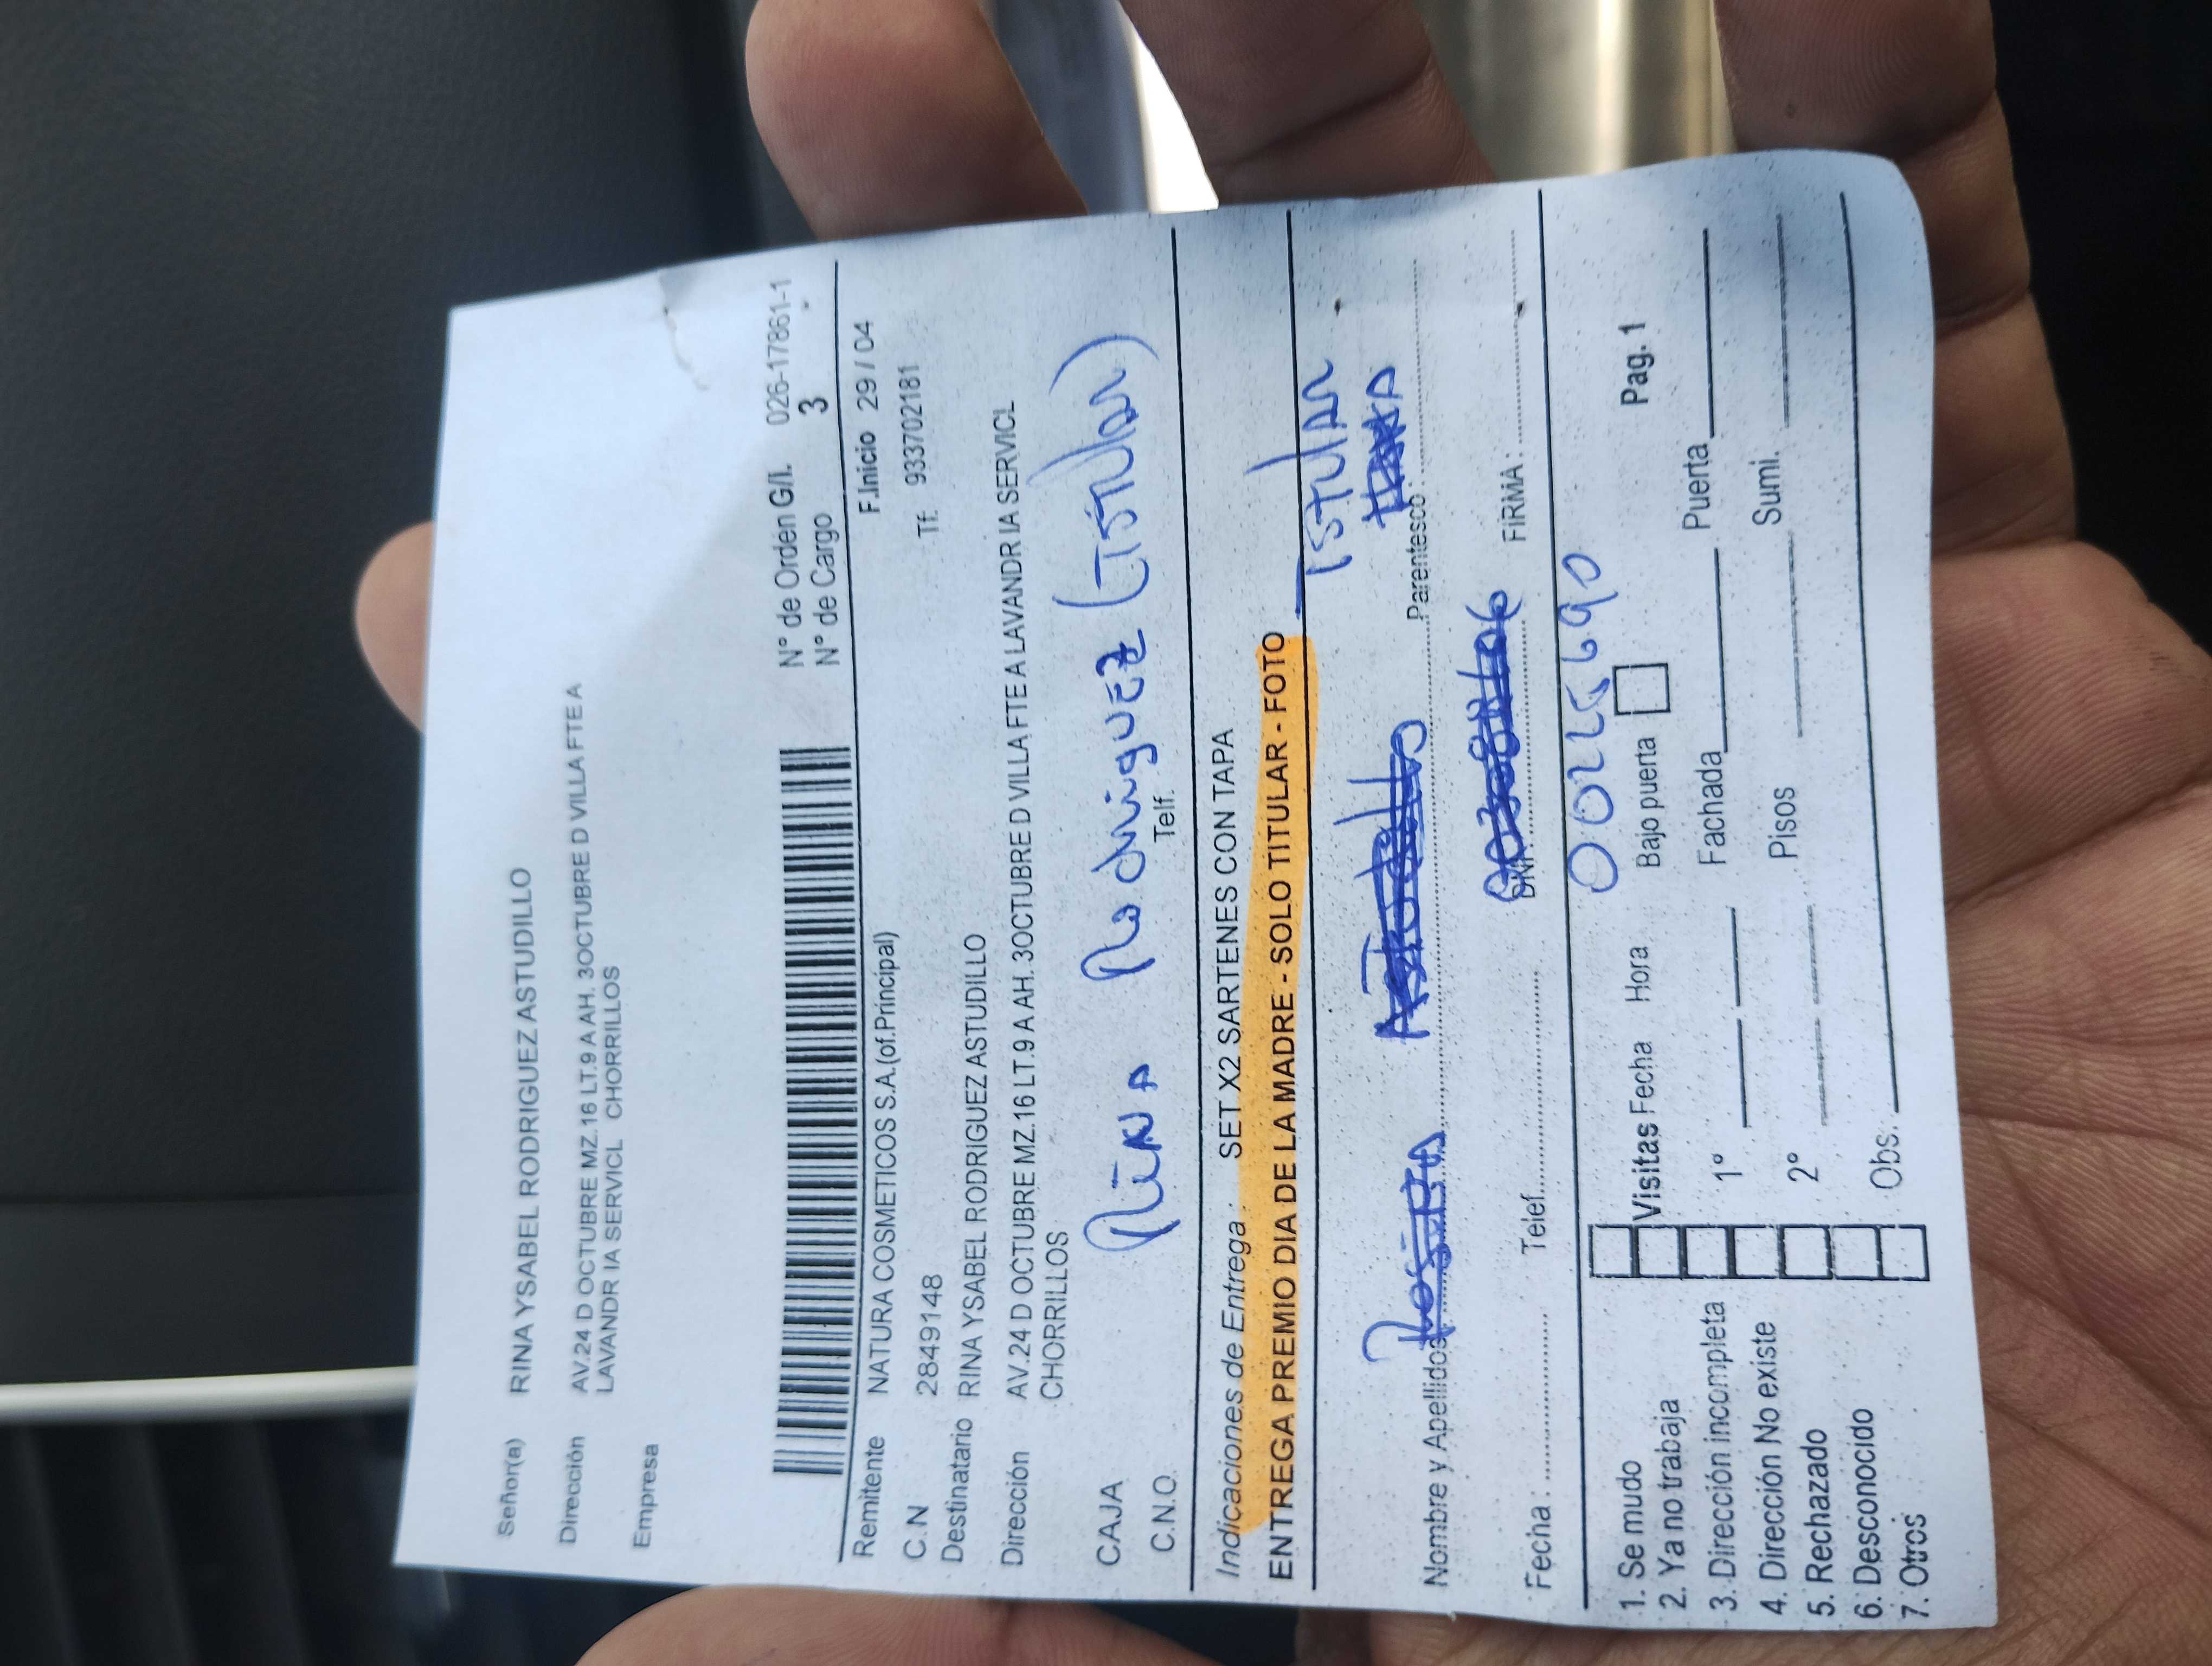 Señor(a) RINA YSABEL RODRIGUEZ ASTUDILLO
Dirección AV.24 D OCTUBRE MZ.16 LT.9 A AH. 3OCTUBRE D VILLA FTE A
LAVANDR IA SERVICL CHORRILLOS
Empresa
N° de Orden G/I. 026-17861-1
N° de Cargo 3
Remitente NATURA COSMETICOS S.A.(of.Principal) F.Inicio 29 / 04
C.N 2849148 Tf. 933702181
Destinatario RINA YSABEL RODRIGUEZ ASTUDILLO
Dirección AV.24 D OCTUBRE MZ.16 LT.9 A AH. 3OCTUBRE D VILLA FTE A LAVANDR IA SERVICL
CHORRILLOS
CAJA Rina Rodriguez (Titular)
C.N.O. Telf.
Indicaciones de Entrega : SET X2 SARTENES CON TAPA
ENTREGA PREMIO DIA DE LA MADRE - SOLO TITULAR - FOTO
Titular
Nombre y Apellidos Parentesco :
Fecha : Telef. DNI FIRMA :
Visitas Fecha Hora Bajo puerta Pag. 1
1. Se mudo
2. Ya no trabaja
3. Dirección incompleta 1° Fachada Puerta
4. Dirección No existe
5. Rechazado 2° Pisos Sumi.
6. Desconocido
7. Otros Obs.